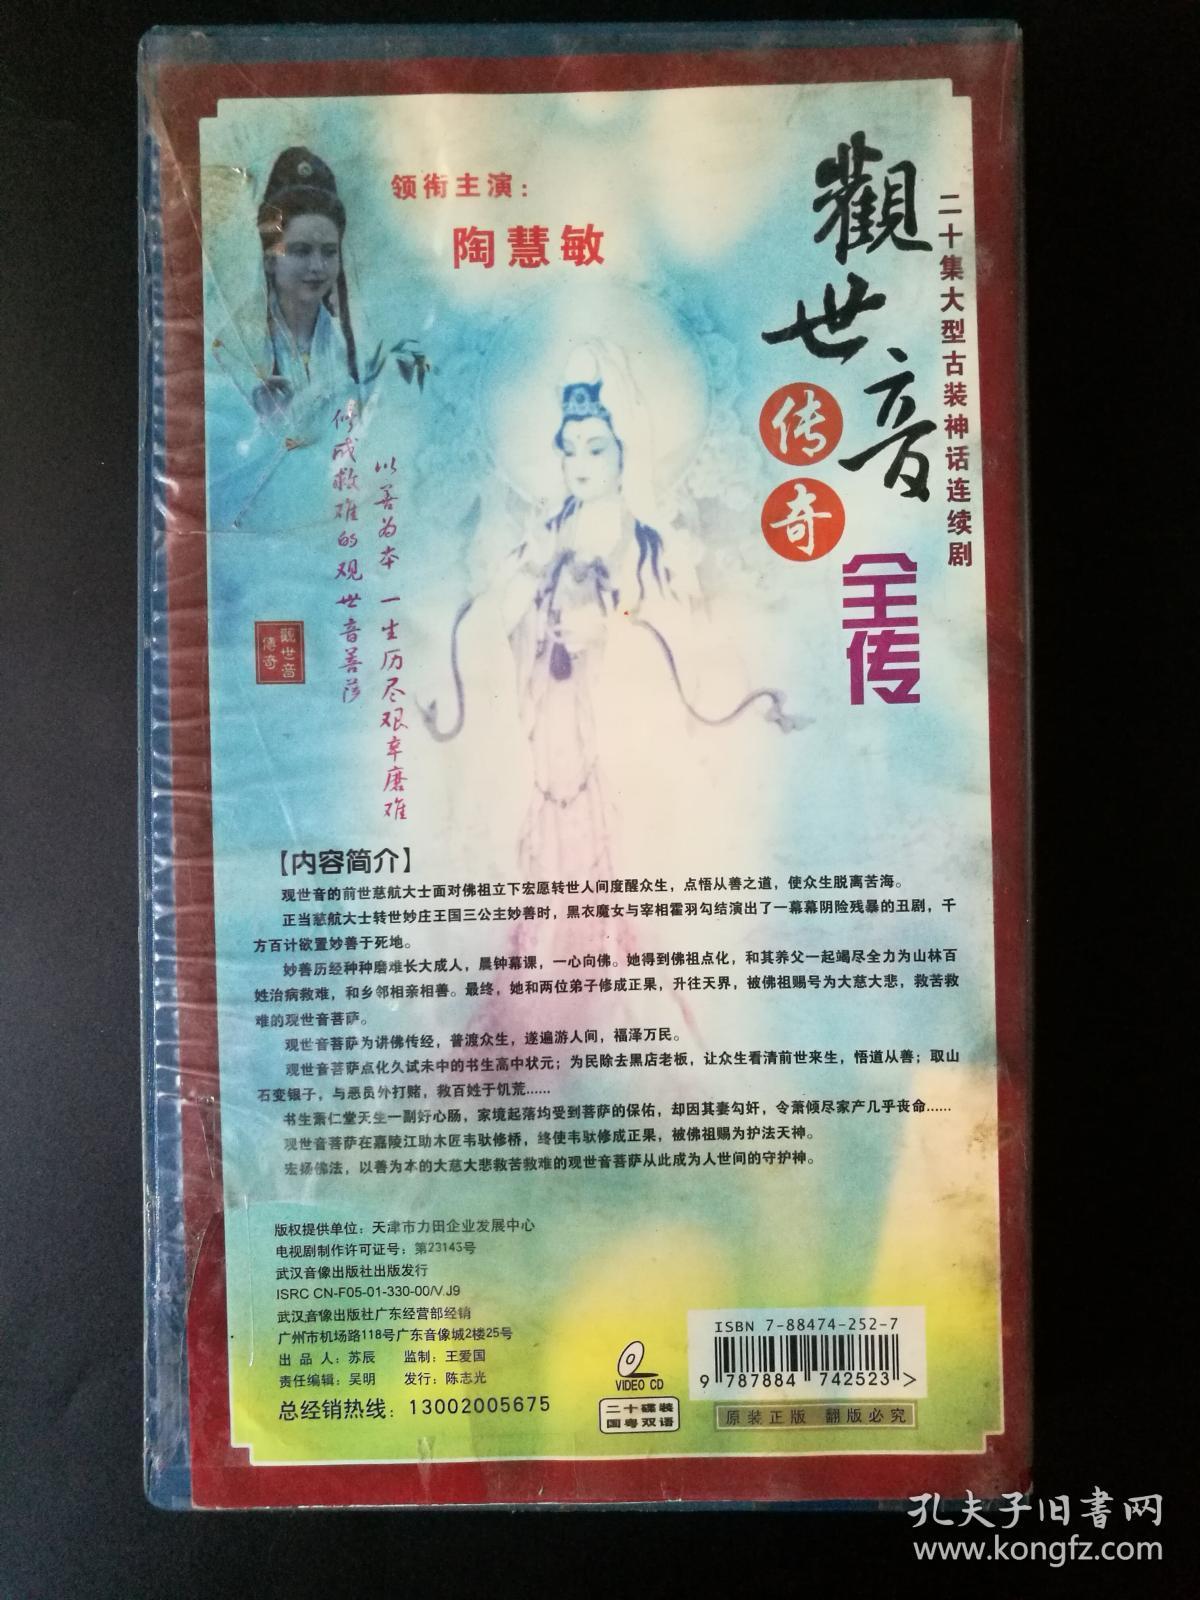 二十集大型古装神话连续剧
觀世音
传奇
全传
领衔主演：
陶慧敏
以善为本 一生历尽艰辛磨难
修成救难的观世音菩萨
觀世音
傳奇
【内容简介】
观世音的前世慈航大士面对佛祖立下宏愿转世人间度醒众生，点悟从善之道，使众生脱离苦海。
正当慈航大士转世妙庄王国三公主妙善时，黑衣魔女与宰相霍羽勾结演出了一幕幕阴险残暴的丑剧，千
方百计欲置妙善于死地。
妙善历经种种磨难长大成人，晨钟幕课，一心向佛。她得到佛祖点化，和其养父一起竭尽全力为山林百
姓治病救难，和乡邻相亲相善。最终，她和两位弟子修成正果，升往天界，被佛祖赐号为大慈大悲，救苦救
难的观世音菩萨。
观世音菩萨为讲佛传经，普渡众生，遂遍游人间，福泽万民。
观世音菩萨点化久试未中的书生高中状元；为民除去黑店老板，让众生看清前世来生，悟道从善；取山
石变银子，与恶员外打赌，救百姓于饥荒……
书生萧仁堂天生一副好心肠，家境起落均受到菩萨的保佑，却因其妻勾奸，令萧倾尽家产几乎丧命……
观世音菩萨在嘉陵江助木匠韦驮修桥，终使韦驮修成正果，被佛祖赐为护法天神。
宏扬佛法，以善为本的大慈大悲救苦救难的观世音菩萨从此成为人世间的守护神。
版权提供单位：天津市力田企业发展中心
电视剧制作许可证号：第23143号
武汉音像出版社出版发行
ISRC CN-F05-01-330-00/V.J9
武汉音像出版社广东经营部经销
广州市机场路118号广东音像城2楼25号
出 品 人：苏辰 监制：王爱国
责任编辑：吴明 发行：陈志光
总经销热线：13002005675
VIDEO CD
二十碟装
国粤双语
ISBN 7-88474-252-7
9 787884 742523 >
原装正版 翻版必究
孔夫子旧书网
www.kongfz.com